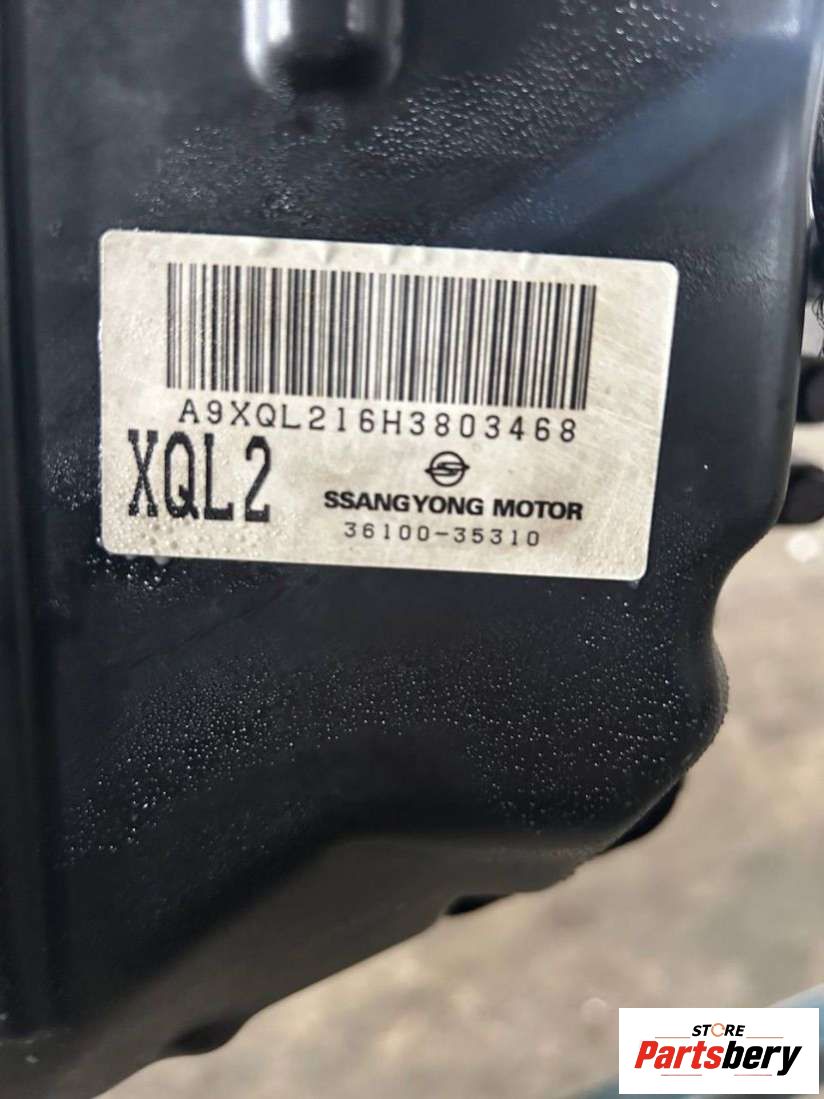 A9XQL216H3803468
XQL2
SSANGYONG MOTOR
36100-35310
STORE
Partsbery